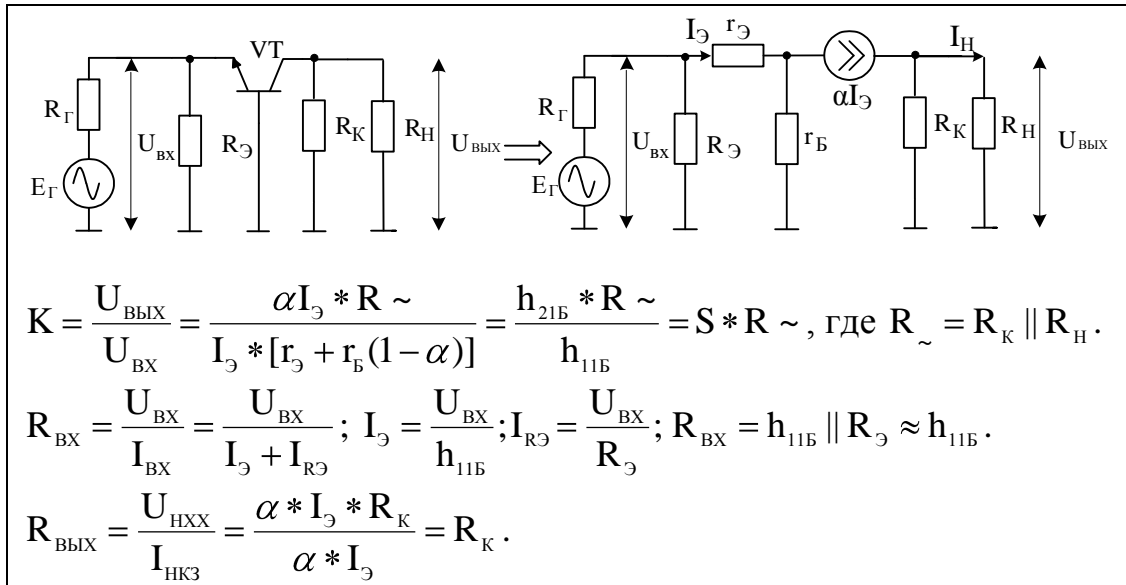 VT
R_Г
E_Г
U_вх
R_Э
R_К
R_Н
U_ВЫХ
I_Э
r_Э
αI_Э
I_Н
R_Г
E_Г
U_вх
R_Э
r_Б
R_К
R_Н
U_ВЫХ
K = U_ВЫХ / U_ВХ = αI_Э * R ~ / I_Э * [r_Э + r_Б (1 − α)] = h_21Б * R ~ / h_11Б = S * R ~, где R_~ = R_К || R_Н.
R_ВХ = U_ВХ / I_ВХ = U_ВХ / I_Э + I_RЭ; I_Э = U_ВХ / h_11Б; I_RЭ = U_ВХ / R_Э; R_ВХ = h_11Б || R_Э ≈ h_11Б.
R_ВЫХ = U_НХХ / I_НКЗ = α * I_Э * R_К / α * I_Э = R_К.